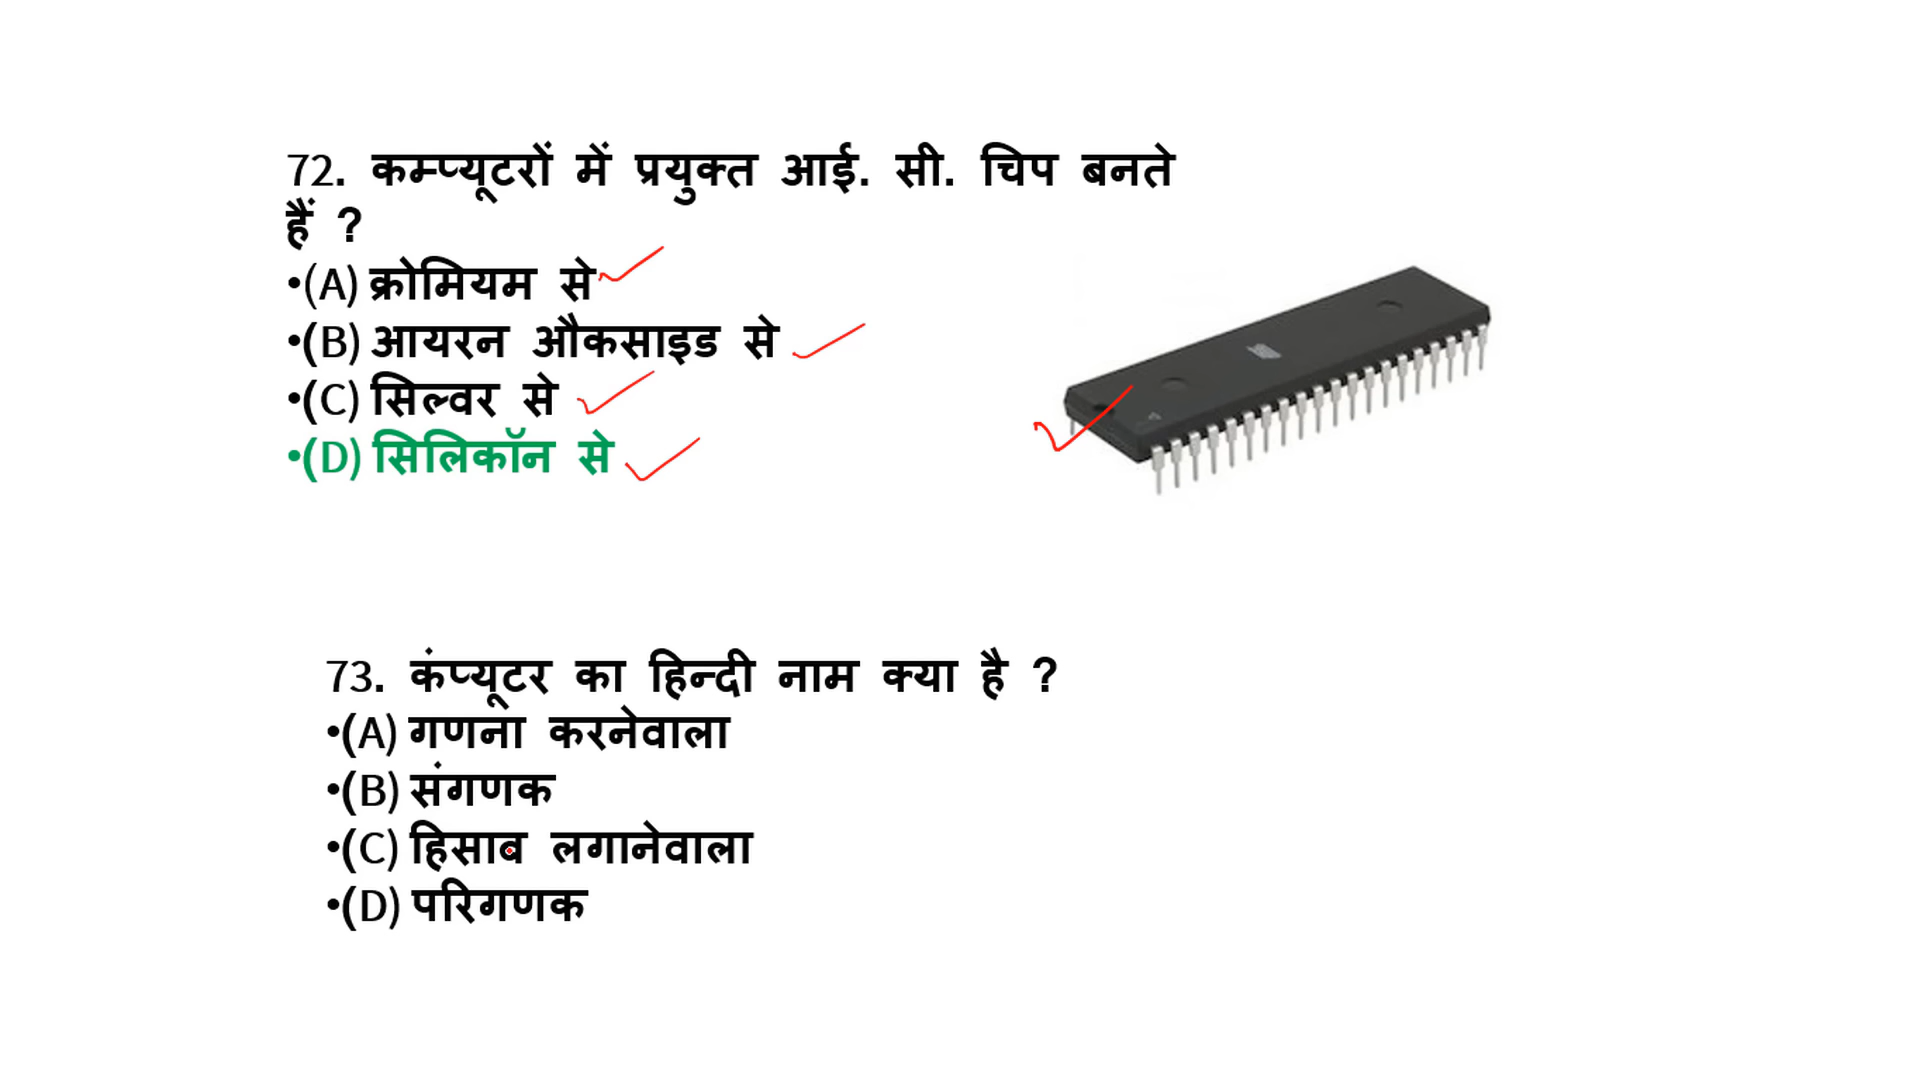 72. कम्प्यूटरों में प्रयुक्त आई. सी. चिप बनते
हैं ?
•(A) क्रोमियम से
•(B) आयरन औकसाइड से
•(C) सिल्वर से
•(D) सिलिकॉन से
73. कंप्यूटर का हिन्दी नाम क्या है ?
•(A) गणना करनेवाला
•(B) संगणक
•(C) हिसाब लगानेवाला
•(D) परिगणक